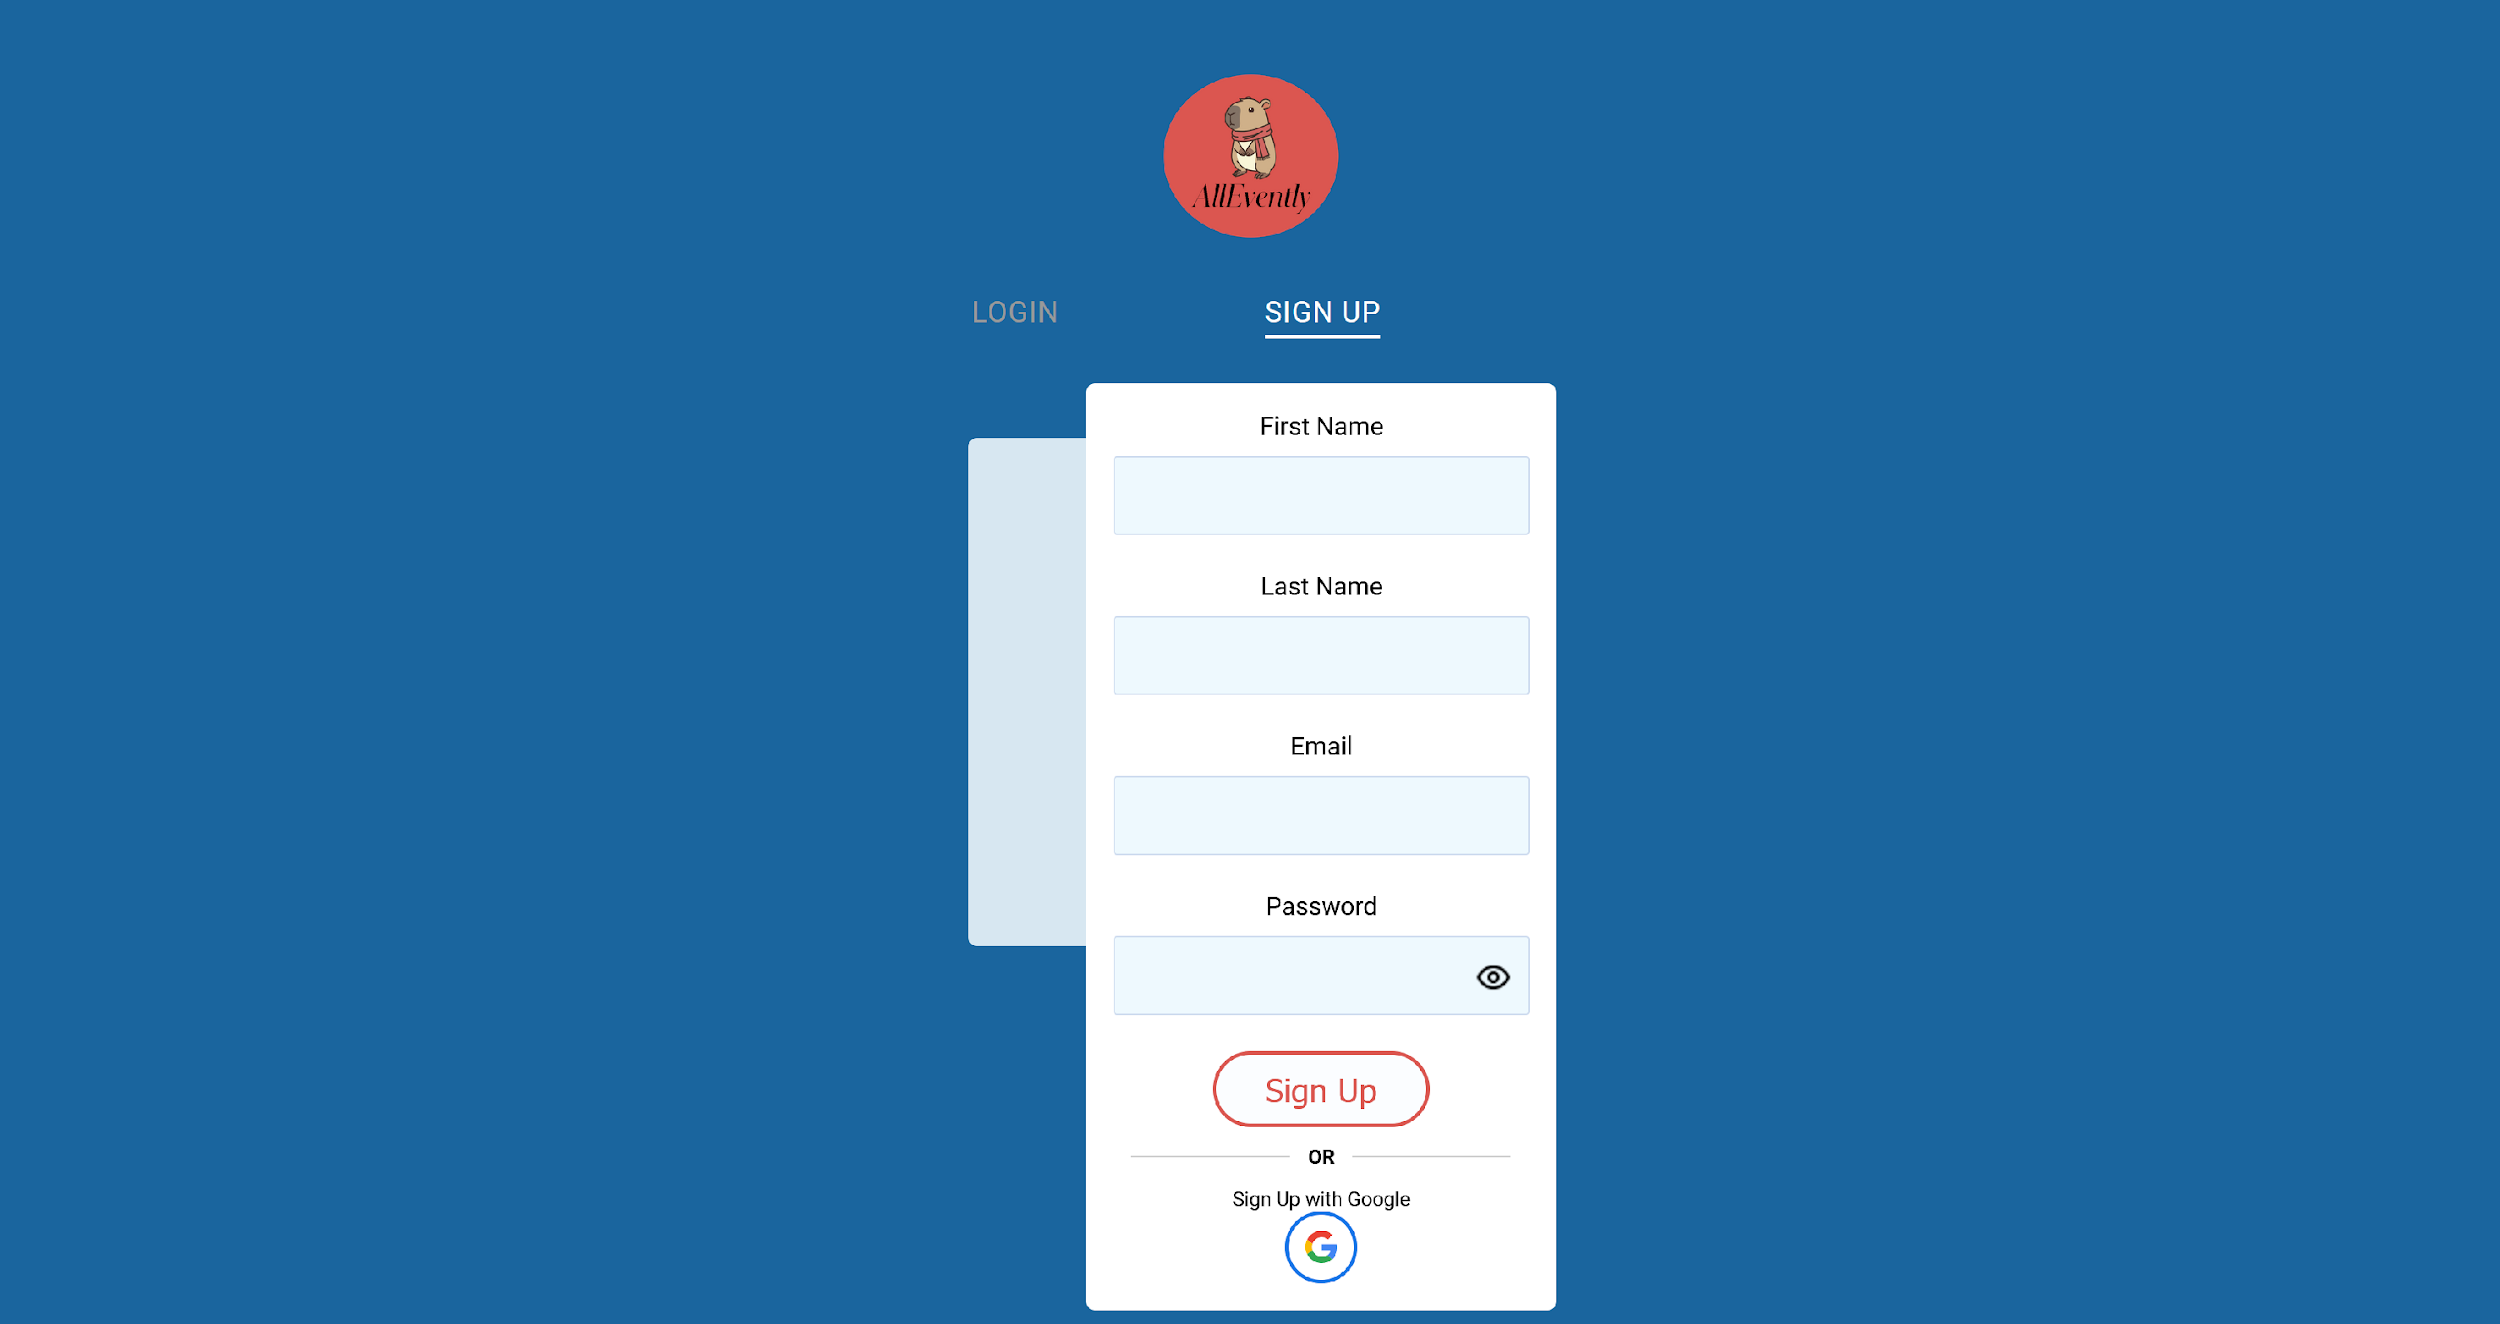 AllEvently
LOGIN SIGN UP
First Name
Last Name
Email
Password
Sign Up
OR
Sign Up with Google